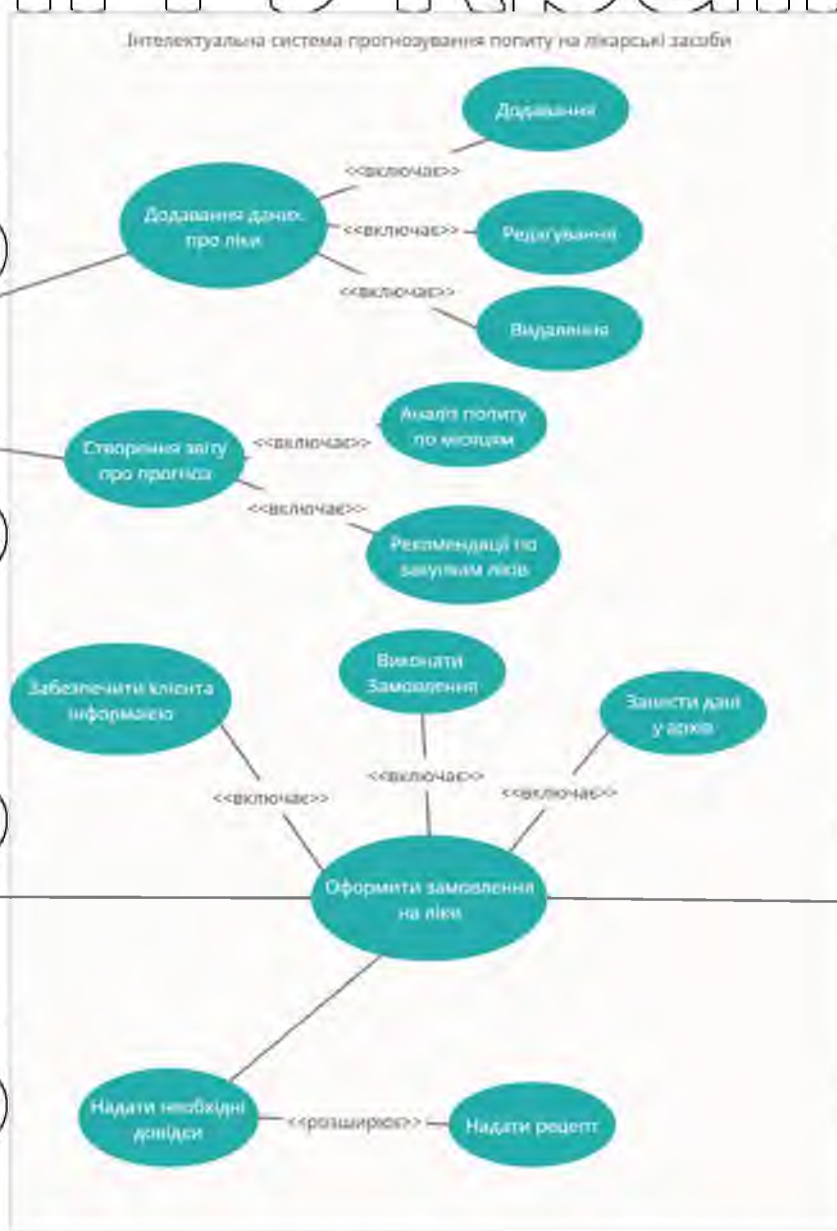 Інтелектуальна система прогнозування попиту на лікарські засоби
Додавання
<<включає>>
Додавання даних
про ліки
<<включає>>
Редагування
<<включає>>
Видалення
Аналіз попиту
по місяцям
<<включає>>
Створення звіту
про прогноз
<<включає>>
Рекомендації по
закупкам ліків
Виконати
Замовлення
Забезпечити клієнта
інформаією
Занести дані
у архів
<<включає>>
<<включає>>
<<включає>>
Оформити замовлення
на ліки
Надати необхідні
довідки
<<розширює>>
Надати рецепт